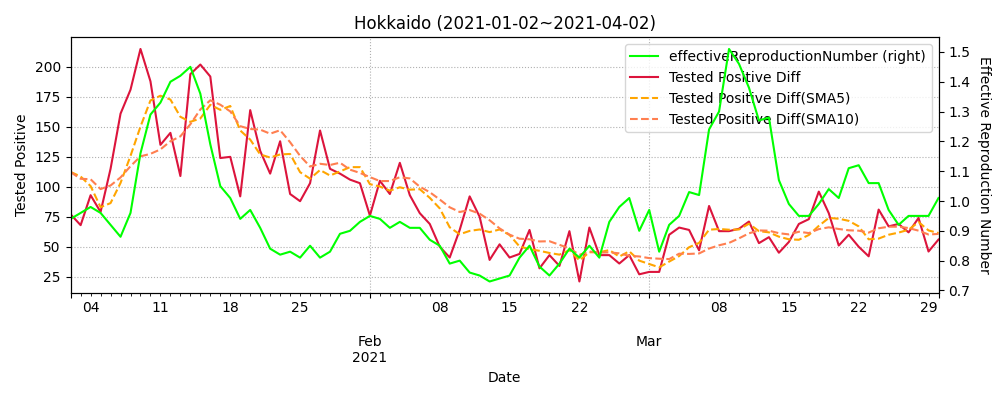 Hokkaido (2021-01-02~2021-04-02)
effectiveReproductionNumber (right)
Tested Positive Diff
Tested Positive Diff(SMA5)
Tested Positive Diff(SMA10)
Tested Positive
200
175
150
125
100
75
50
25
1.5
1.4
1.3
1.2
1.1
1.0
0.9
0.8
0.7
Effective Reproduction Number
04 11 18 25 08 15 22 08 15 22 29
Feb Mar
2021
Date